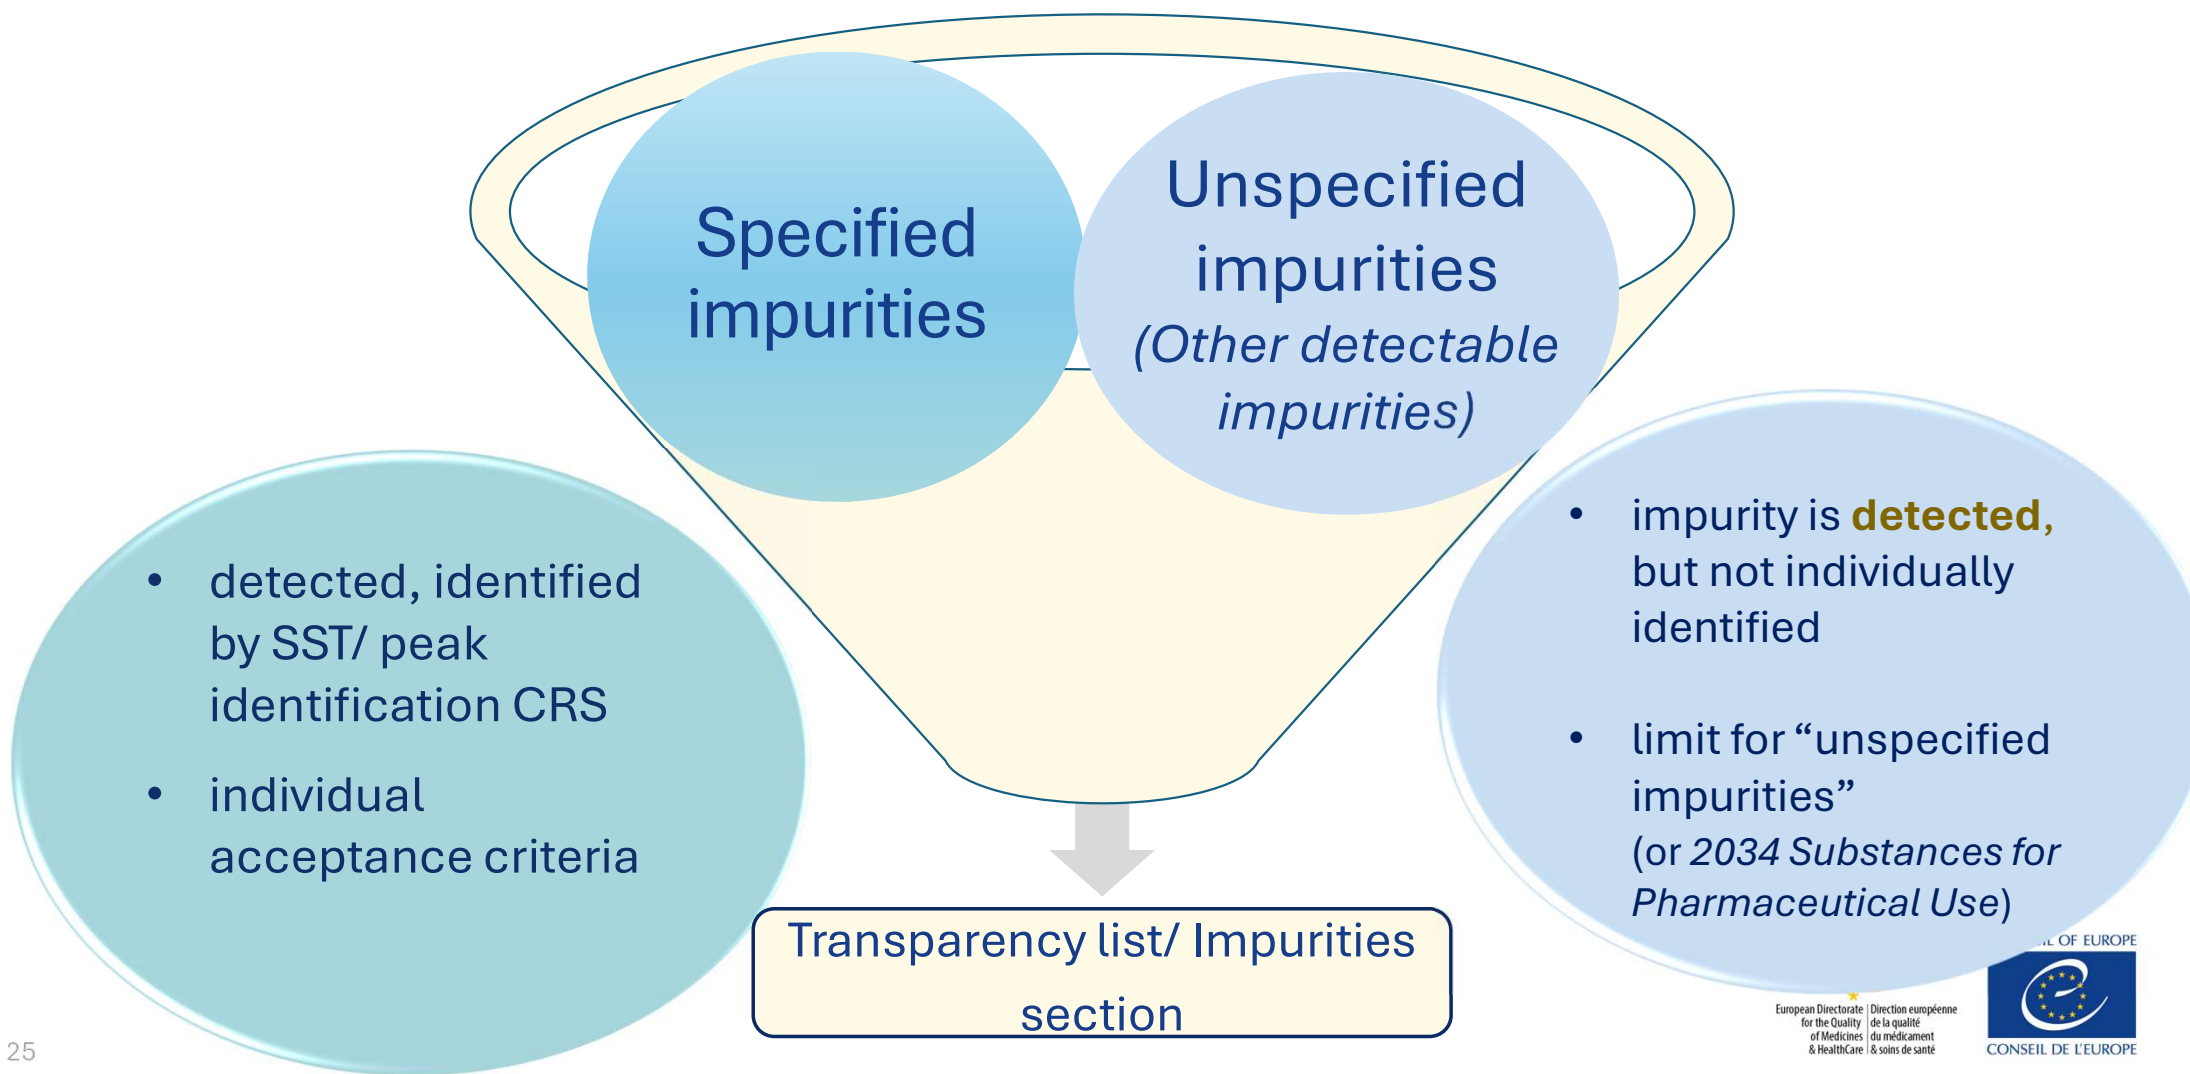 Specified
impurities
Unspecified
impurities
(Other detectable
impurities)
• detected, identified
by SST/ peak
identification CRS
• individual
acceptance criteria
• impurity is detected,
but not individually
identified
• limit for “unspecified
impurities”
(or 2034 Substances for
Pharmaceutical Use)
Transparency list/ Impurities
section
OF EUROPE
European Directorate
for the Quality
of Medicines
& HealthCare
Direction européenne
de la qualité
du médicament
& soins de santé
CONSEIL DE L'EUROPE
25